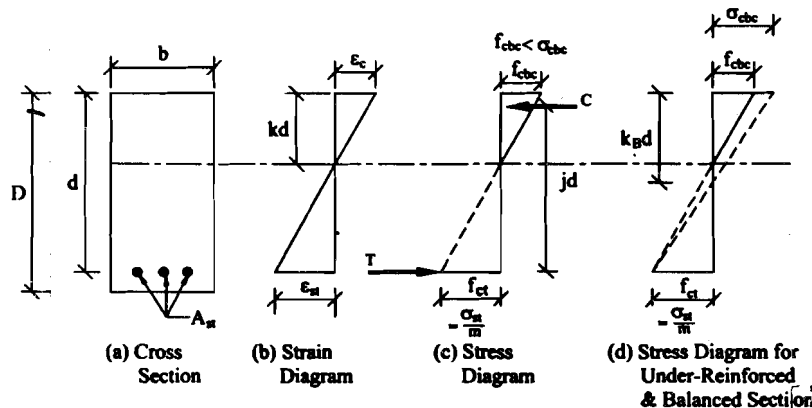 b
D
d
A_st
(a) Cross
Section
ε_c
kd
ε_st
(b) Strain
Diagram
f_cbc < σ_cbc
f_cbc
C
jd
T
f_ct
= σ_st/m
(c) Stress
Diagram
σ_cbc
f_cbc
k_B d
f_ct
= σ_st/m
(d) Stress Diagram for
Under-Reinforced
& Balanced Section